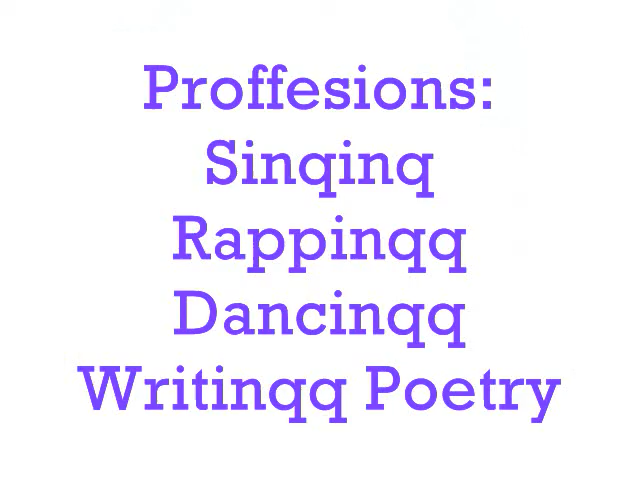 Proffesions:
Sinqinq
Rappinqq
Dancinqq
Writinqq Poetry